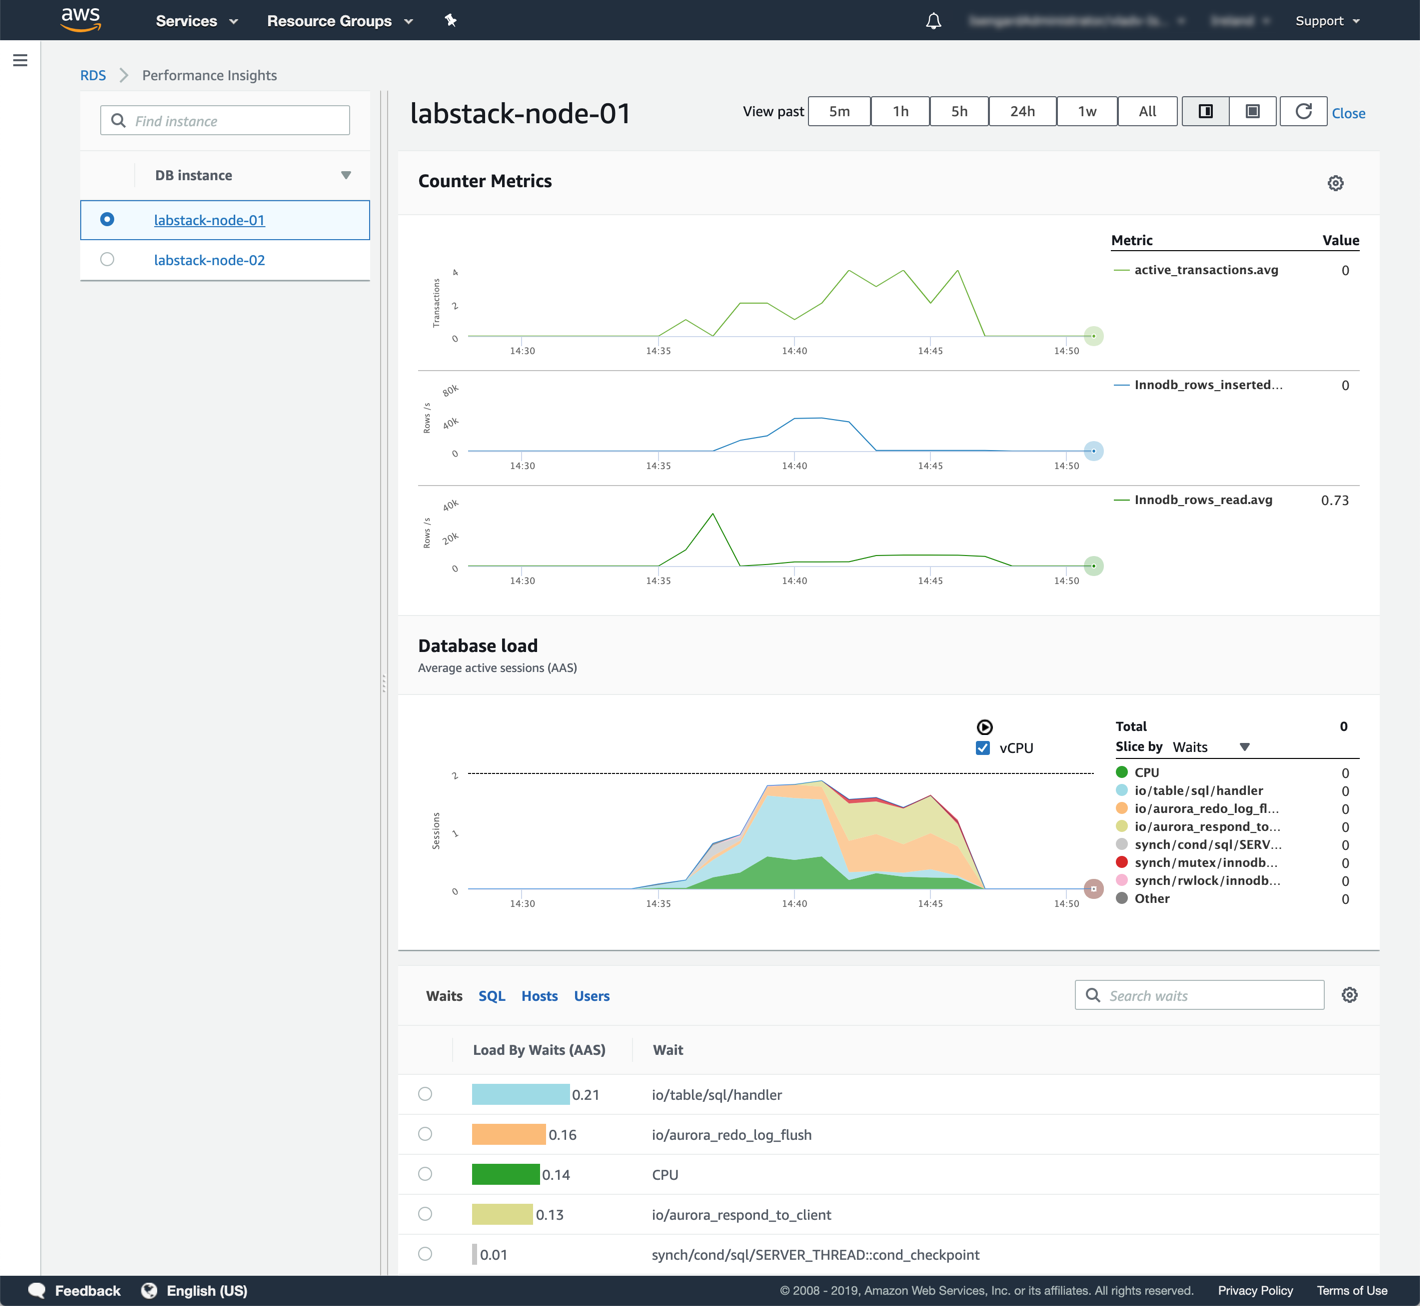 aws
Services
Resource Groups
Support
RDS
Performance Insights
Find instance
DB instance
labstack-node-01
labstack-node-02
labstack-node-01
View past
5m
1h
5h
24h
1w
All
Close
Counter Metrics
Metric
Value
Transactions
4
2
0
14:30
14:35
14:40
14:45
14:50
active_transactions.avg
0
Rows /s
80k
40k
0
14:30
14:35
14:40
14:45
14:50
Innodb_rows_inserted...
0
Rows /s
40k
20k
0
14:30
14:35
14:40
14:45
14:50
Innodb_rows_read.avg
0.73
Database load
Average active sessions (AAS)
vCPU
Sessions
2
1
0
14:30
14:35
14:40
14:45
14:50
Total
0
Slice by Waits
CPU
0
io/table/sql/handler
0
io/aurora_redo_log_fl...
0
io/aurora_respond_to...
0
synch/cond/sql/SERV...
0
synch/mutex/innodb...
0
synch/rwlock/innodb...
0
Other
0
Waits
SQL
Hosts
Users
Search waits
Load By Waits (AAS)
Wait
0.21
io/table/sql/handler
0.16
io/aurora_redo_log_flush
0.14
CPU
0.13
io/aurora_respond_to_client
0.01
synch/cond/sql/SERVER_THREAD::cond_checkpoint
Feedback
English (US)
© 2008 - 2019, Amazon Web Services, Inc. or its affiliates. All rights reserved.
Privacy Policy
Terms of Use